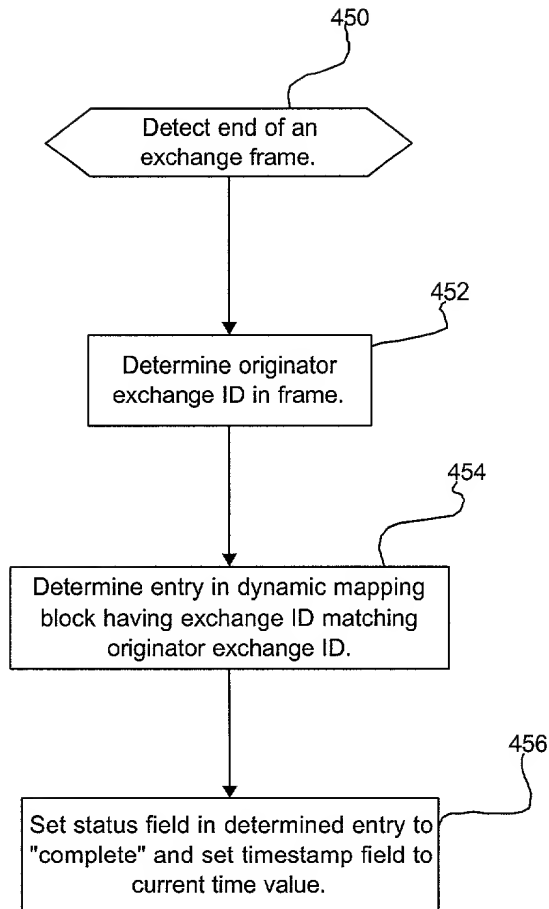 450
Detect end of an
exchange frame.
452
Determine originator
exchange ID in frame.
454
Determine entry in dynamic mapping
block having exchange ID matching
originator exchange ID.
456
Set status field in determined entry to
"complete" and set timestamp field to
current time value.